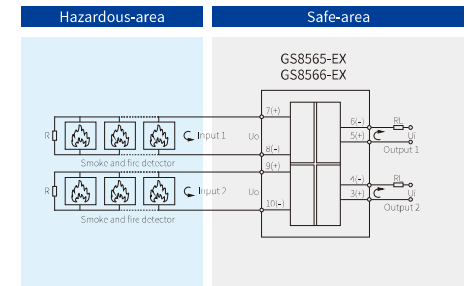 Hazardous-area
Safe-area
GS8565-EX
GS8566-EX
7(+)
6(-)
RL
R
Input 1
Uo
5(+)
Ui
8(-)
Output 1
Smoke and fire detector
9(+)
4(-)
RL
R
Input 2
Uo
3(+)
Ui
10(-)
Output 2
Smoke and fire detector